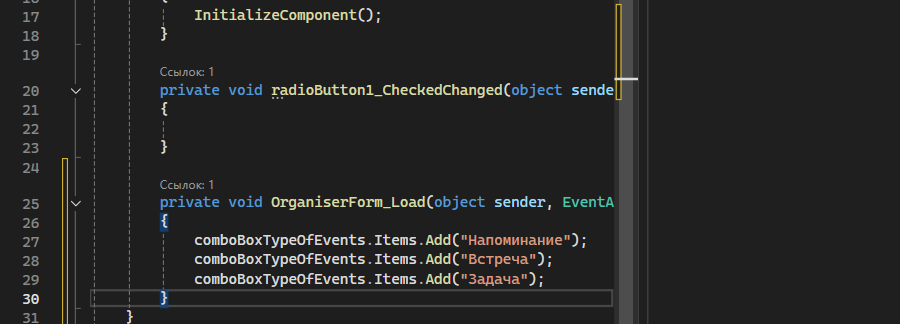 17 InitializeComponent();
18 }
19
Ссылок: 1
20 private void radioButton1_CheckedChanged(object sende
21 {
22
23 }
24
Ссылок: 1
25 private void OrganiserForm_Load(object sender, EventA
26 {
27 comboBoxTypeOfEvents.Items.Add("Напоминание");
28 comboBoxTypeOfEvents.Items.Add("Встреча");
29 comboBoxTypeOfEvents.Items.Add("Задача");
30 }
31 }